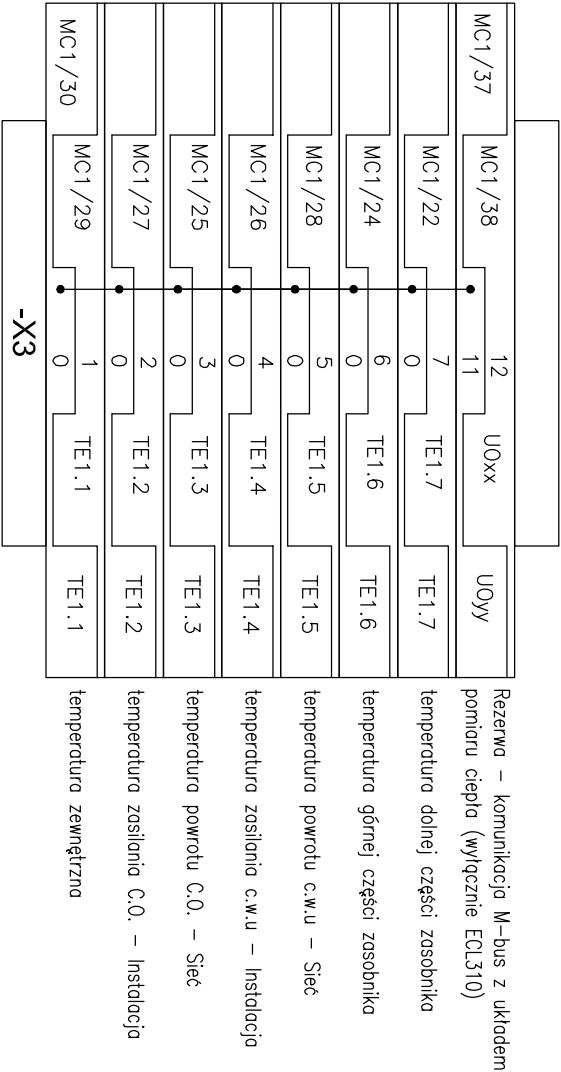 -X3
MC1/30
MC1/29
1
0
TE1.1
TE1.1
temperatura zewnętrzna
MC1/27
2
0
TE1.2
TE1.2
temperatura zasilania C.O. – Instalacja
MC1/25
3
0
TE1.3
TE1.3
temperatura powrotu C.O. – Sieć
MC1/26
4
0
TE1.4
TE1.4
temperatura zasilania c.w.u – Instalacja
MC1/28
5
0
TE1.5
TE1.5
temperatura powrotu c.w.u – Sieć
MC1/24
6
0
TE1.6
TE1.6
temperatura górnej części zasobnika
MC1/22
7
0
TE1.7
TE1.7
temperatura dolnej części zasobnika
MC1/37
MC1/38
12
11
U0xx
U0yy
Rezerwa – komunikacja M-bus z układem
pomiaru ciepła (wyłącznie ECL310)